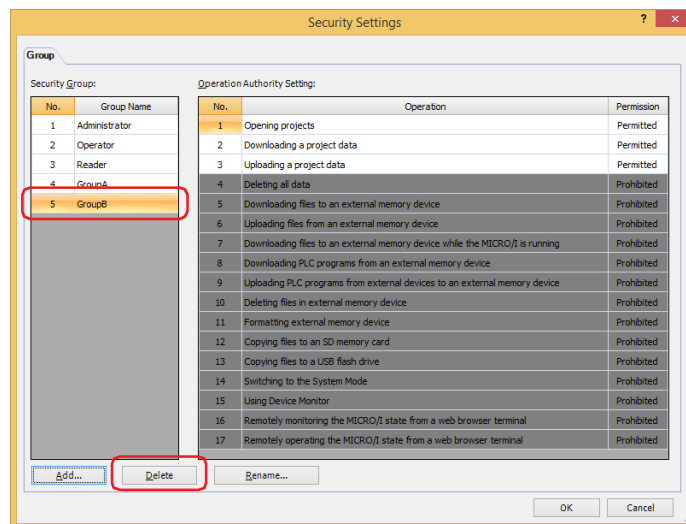 Security Settings
?
×
Group
Security Group:
Operation Authority Setting:
No. Group Name
1 Administrator
2 Operator
3 Reader
4 GroupA
5 GroupB
No. Operation Permission
1 Opening projects Permitted
2 Downloading a project data Permitted
3 Uploading a project data Permitted
4 Deleting all data Prohibited
5 Downloading files to an external memory device Prohibited
6 Uploading files from an external memory device Prohibited
7 Downloading files to an external memory device while the MICRO/I is running Prohibited
8 Downloading PLC programs from an external memory device Prohibited
9 Uploading PLC programs from external devices to an external memory device Prohibited
10 Deleting files in external memory device Prohibited
11 Formatting external memory device Prohibited
12 Copying files to an SD memory card Prohibited
13 Copying files to a USB flash drive Prohibited
14 Switching to the System Mode Prohibited
15 Using Device Monitor Prohibited
16 Remotely monitoring the MICRO/I state from a web browser terminal Prohibited
17 Remotely operating the MICRO/I state from a web browser terminal Prohibited
Add... Delete Rename...
OK Cancel